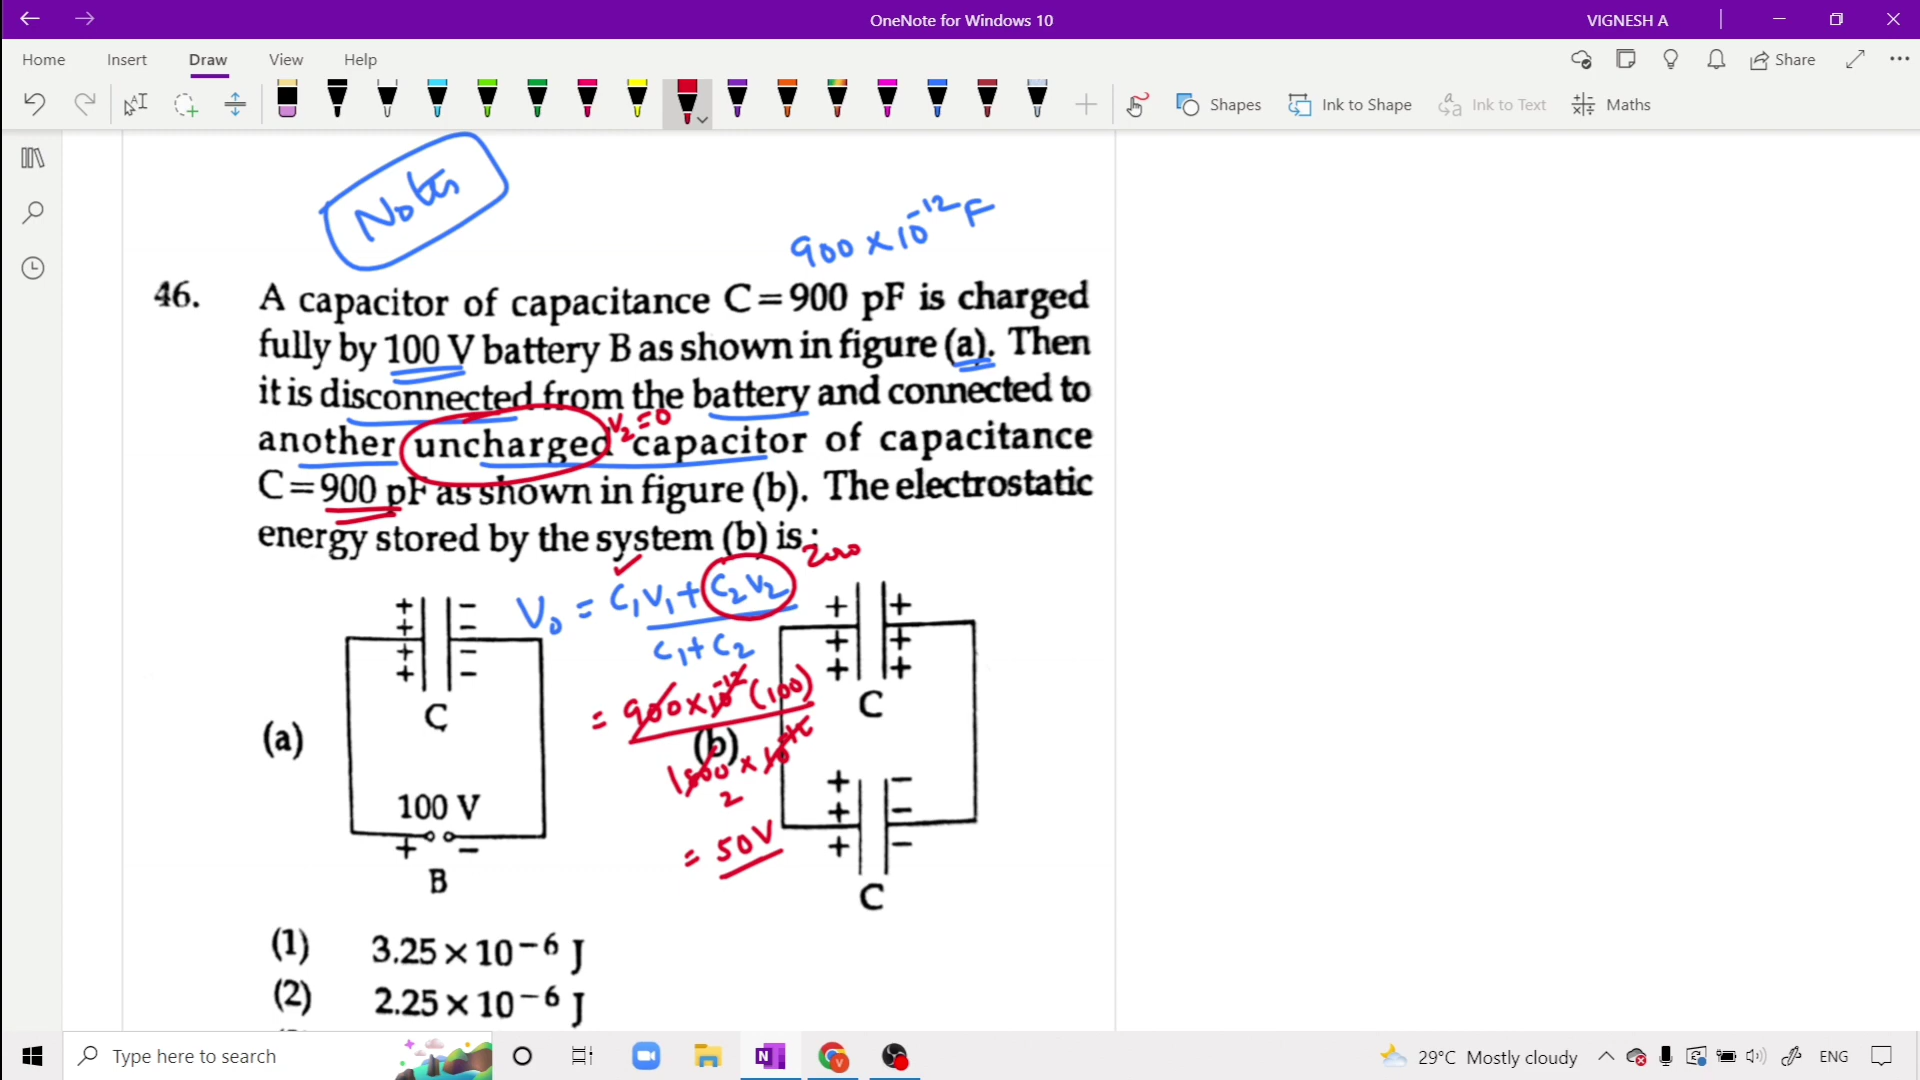 OneNote for Windows 10
VIGNESH A
Home Insert Draw View Help
Share
Shapes Ink to Shape Ink to Text Maths
Notes
900 × 10⁻¹² F
46. A capacitor of capacitance C=900 pF is charged
fully by 100 V battery B as shown in figure (a). Then
it is disconnected from the battery and connected to
another uncharged capacitor of capacitance
V₂=0
C=900 pF as shown in figure (b). The electrostatic
energy stored by the system (b) is :
Zero
V₀ = C₁V₁ + C₂V₂
C₁ + C₂
= 900×10⁻¹² (100)
1800 × 10⁻¹²
2
= 50V
+ + + +
− − − −
C
(a)
100 V
+ −
B
(b)
+ + +
+ + +
C
+ + +
− − −
C
(1) 3.25 × 10⁻⁶ J
(2) 2.25 × 10⁻⁶ J
Type here to search
29°C Mostly cloudy
ENG